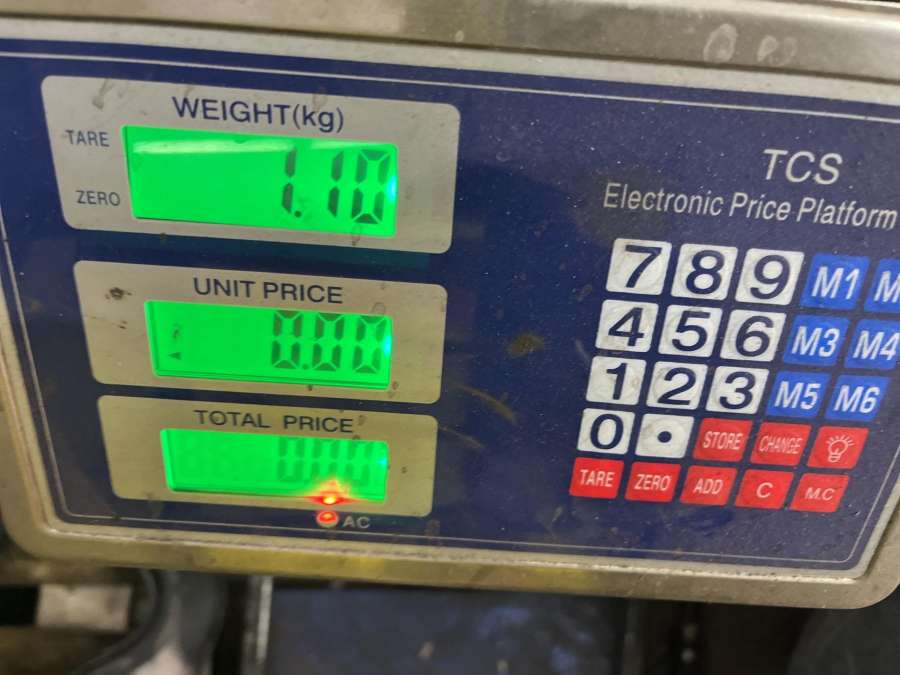 WEIGHT(kg)
TARE
ZERO
1.10
UNIT PRICE
0.00
TOTAL PRICE
0.00
AC
TCS
Electronic Price Platform
7 8 9 M1
4 5 6 M3 M4
1 2 3 M5 M6
0 . STORE CHANGE
TARE ZERO ADD C M.C